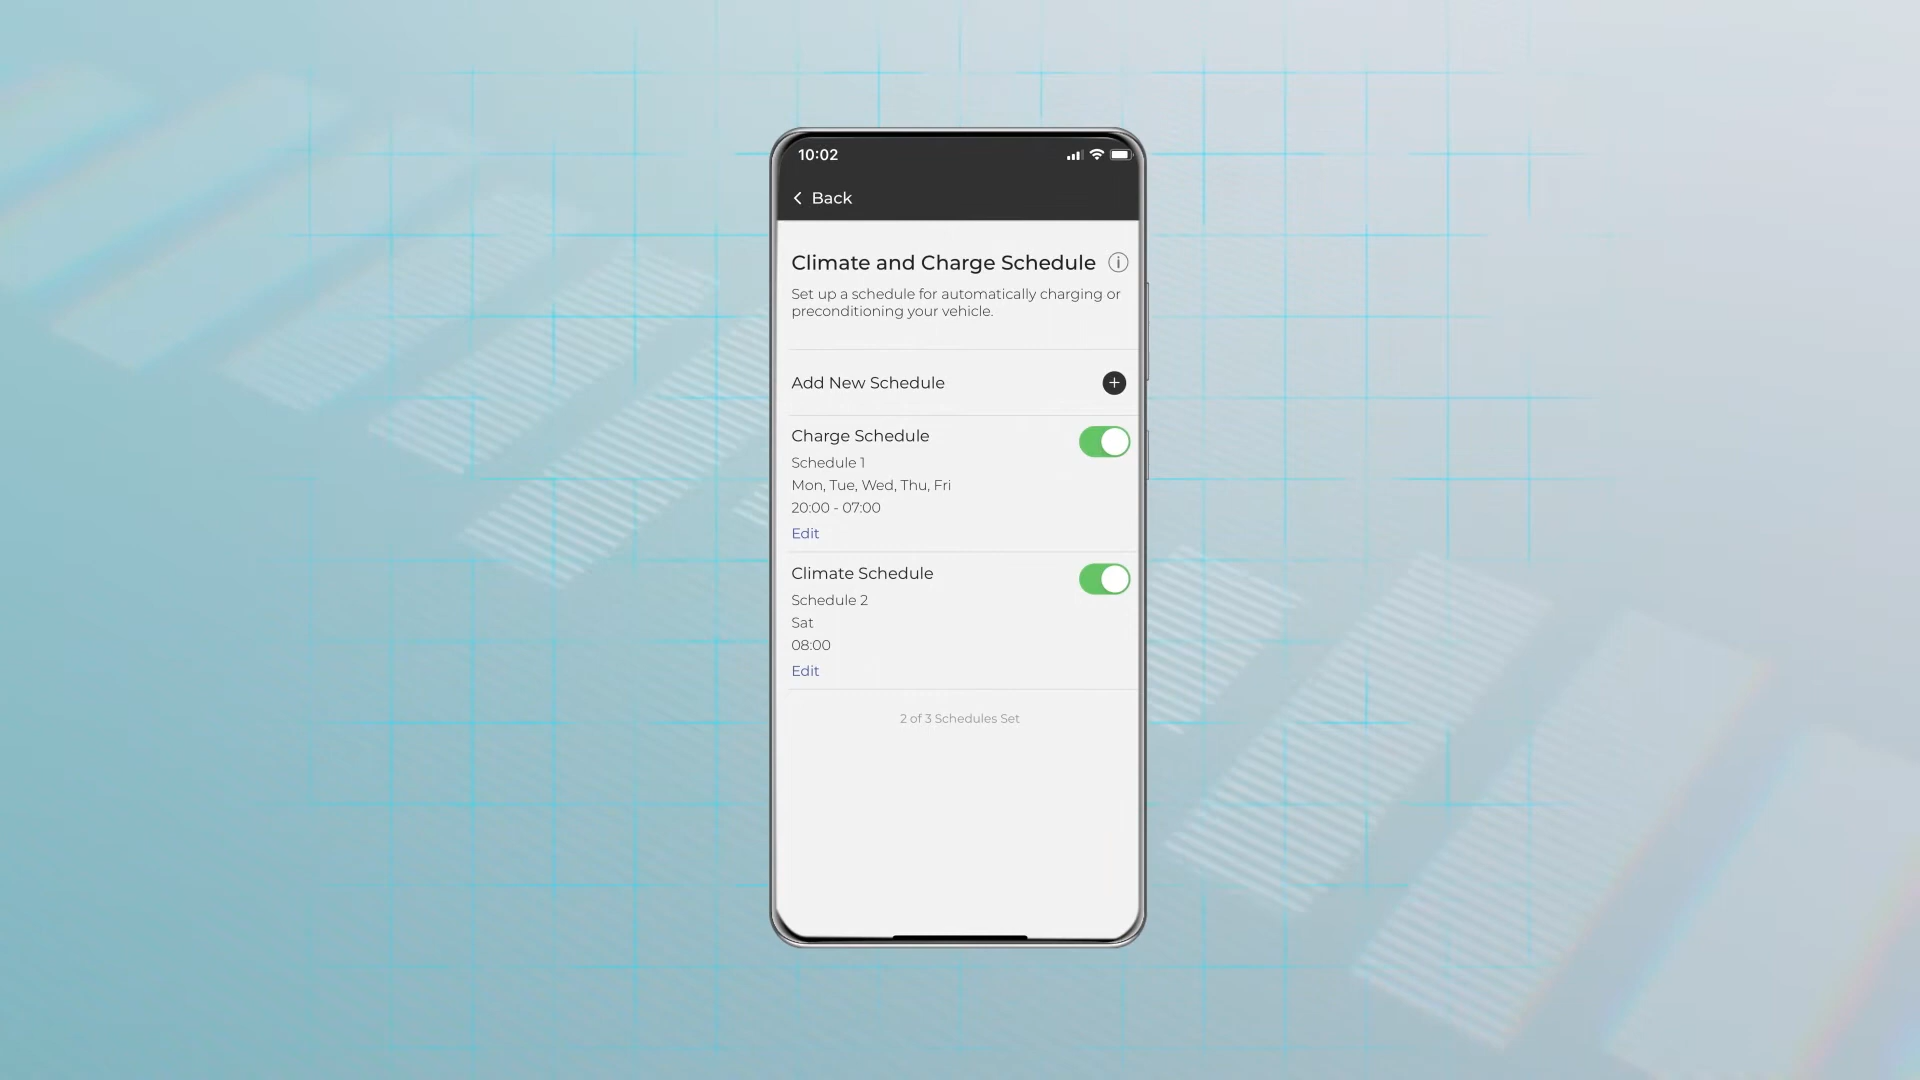 10:02
Back
Climate and Charge Schedule
Set up a schedule for automatically charging or
preconditioning your vehicle.
Add New Schedule
Charge Schedule
Schedule 1
Mon, Tue, Wed, Thu, Fri
20:00 - 07:00
Edit
Climate Schedule
Schedule 2
Sat
08:00
Edit
2 of 3 Schedules Set